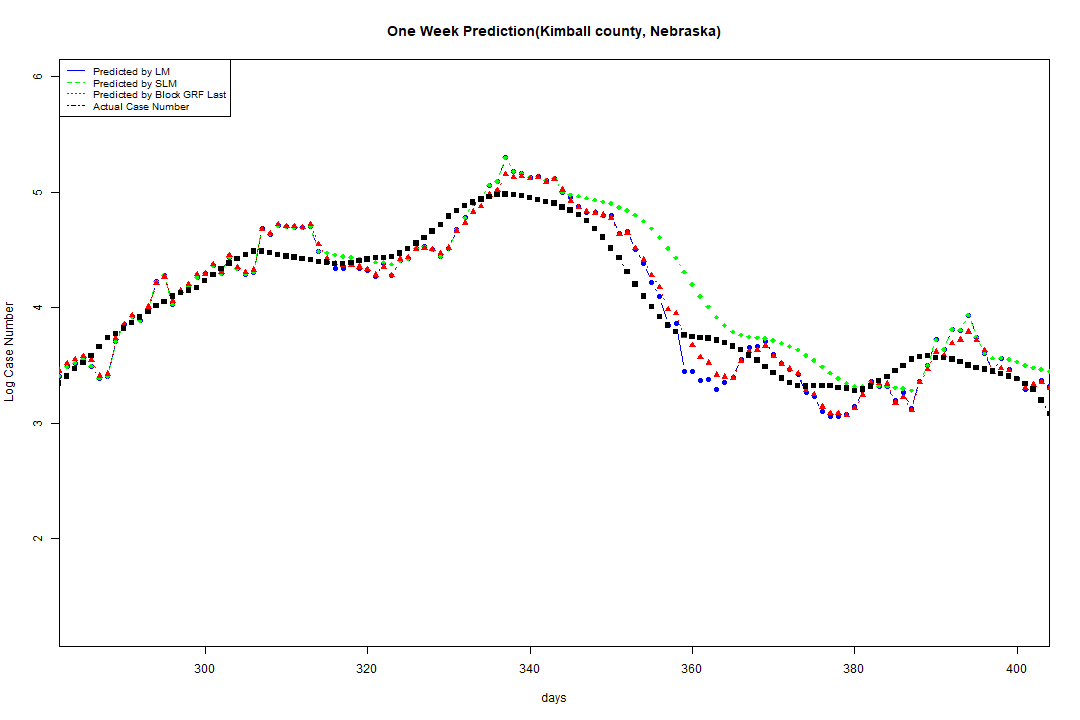 One Week Prediction(Kimball county, Nebraska)
Predicted by LM
Predicted by SLM
Predicted by Block GRF Last
Actual Case Number
6
5
4
3
2
Log Case Number
300 320 340 360 380 400
days